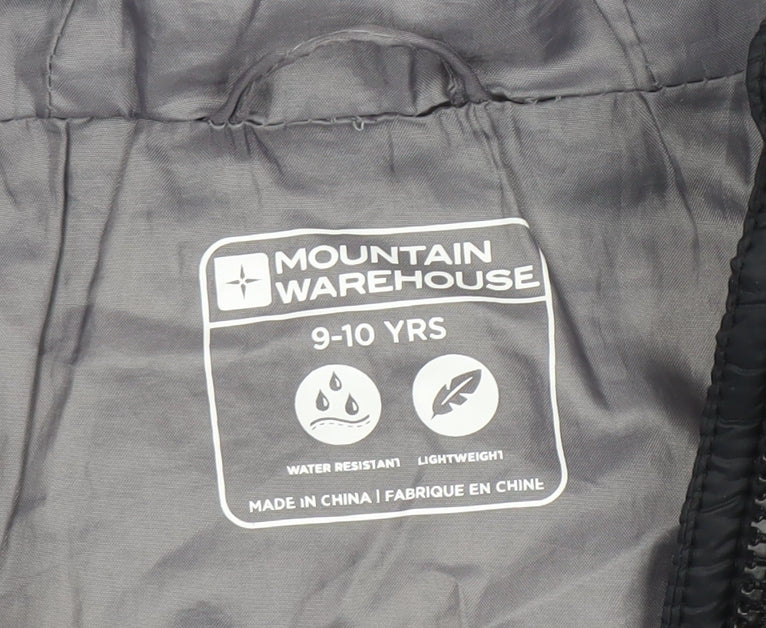 MOUNTAIN
WAREHOUSE
9-10 YRS
WATER RESISTANT LIGHTWEIGHT
MADE IN CHINA | FABRIQUE EN CHINE